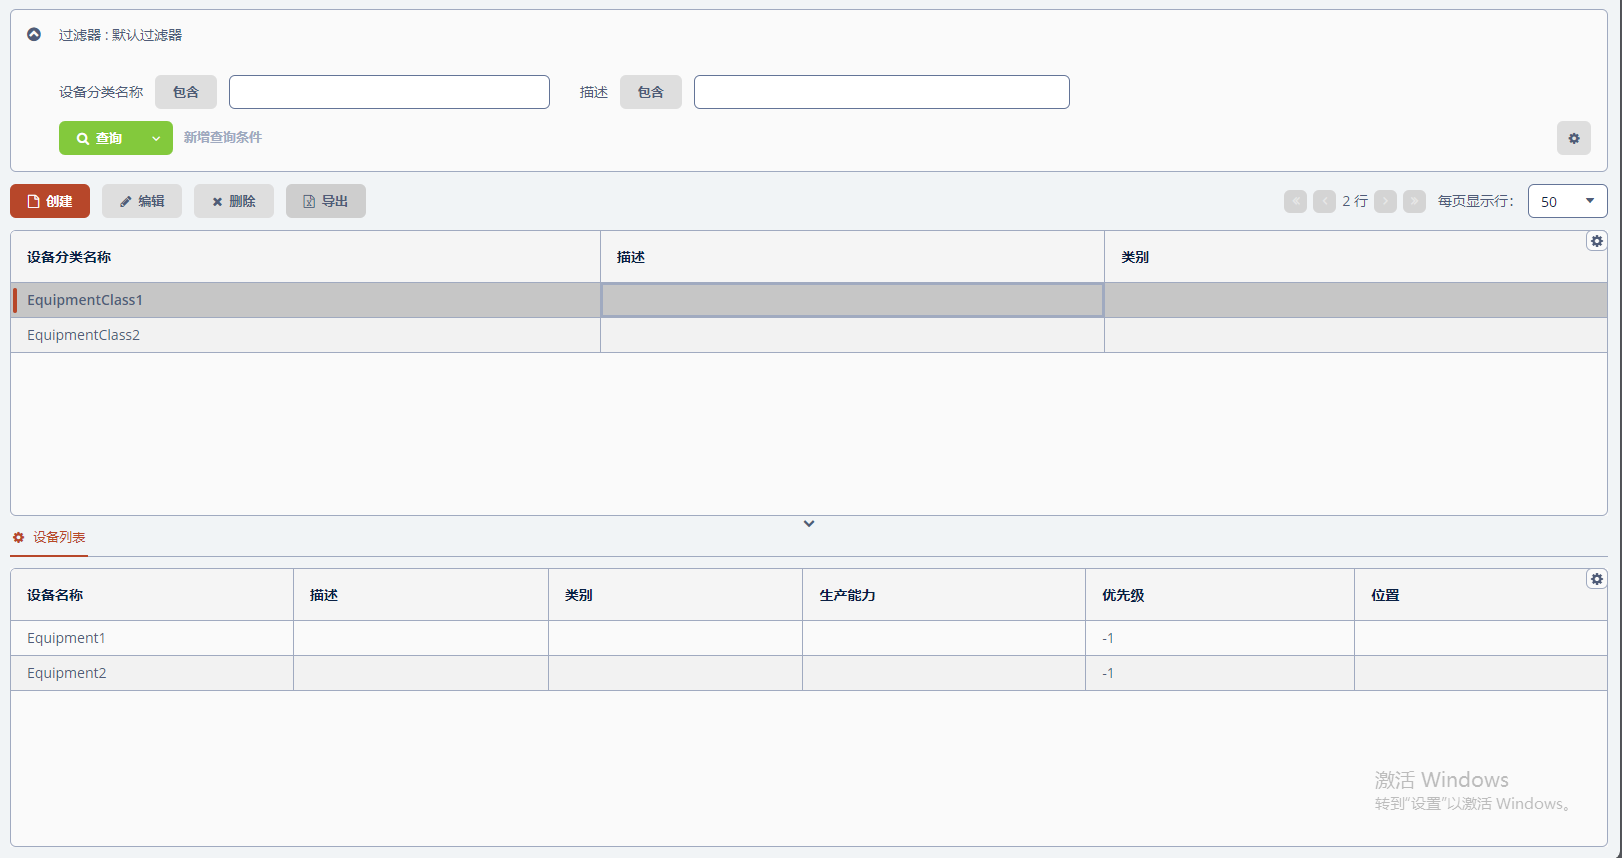 过滤器 : 默认过滤器
设备分类名称 包含 描述 包含
查询 新增查询条件
创建 编辑 删除 导出 2 行 每页显示行： 50
设备分类名称 描述 类别
EquipmentClass1
EquipmentClass2
设备列表
设备名称 描述 类别 生产能力 优先级 位置
Equipment1 -1
Equipment2 -1
激活 Windows
转到“设置”以激活 Windows。